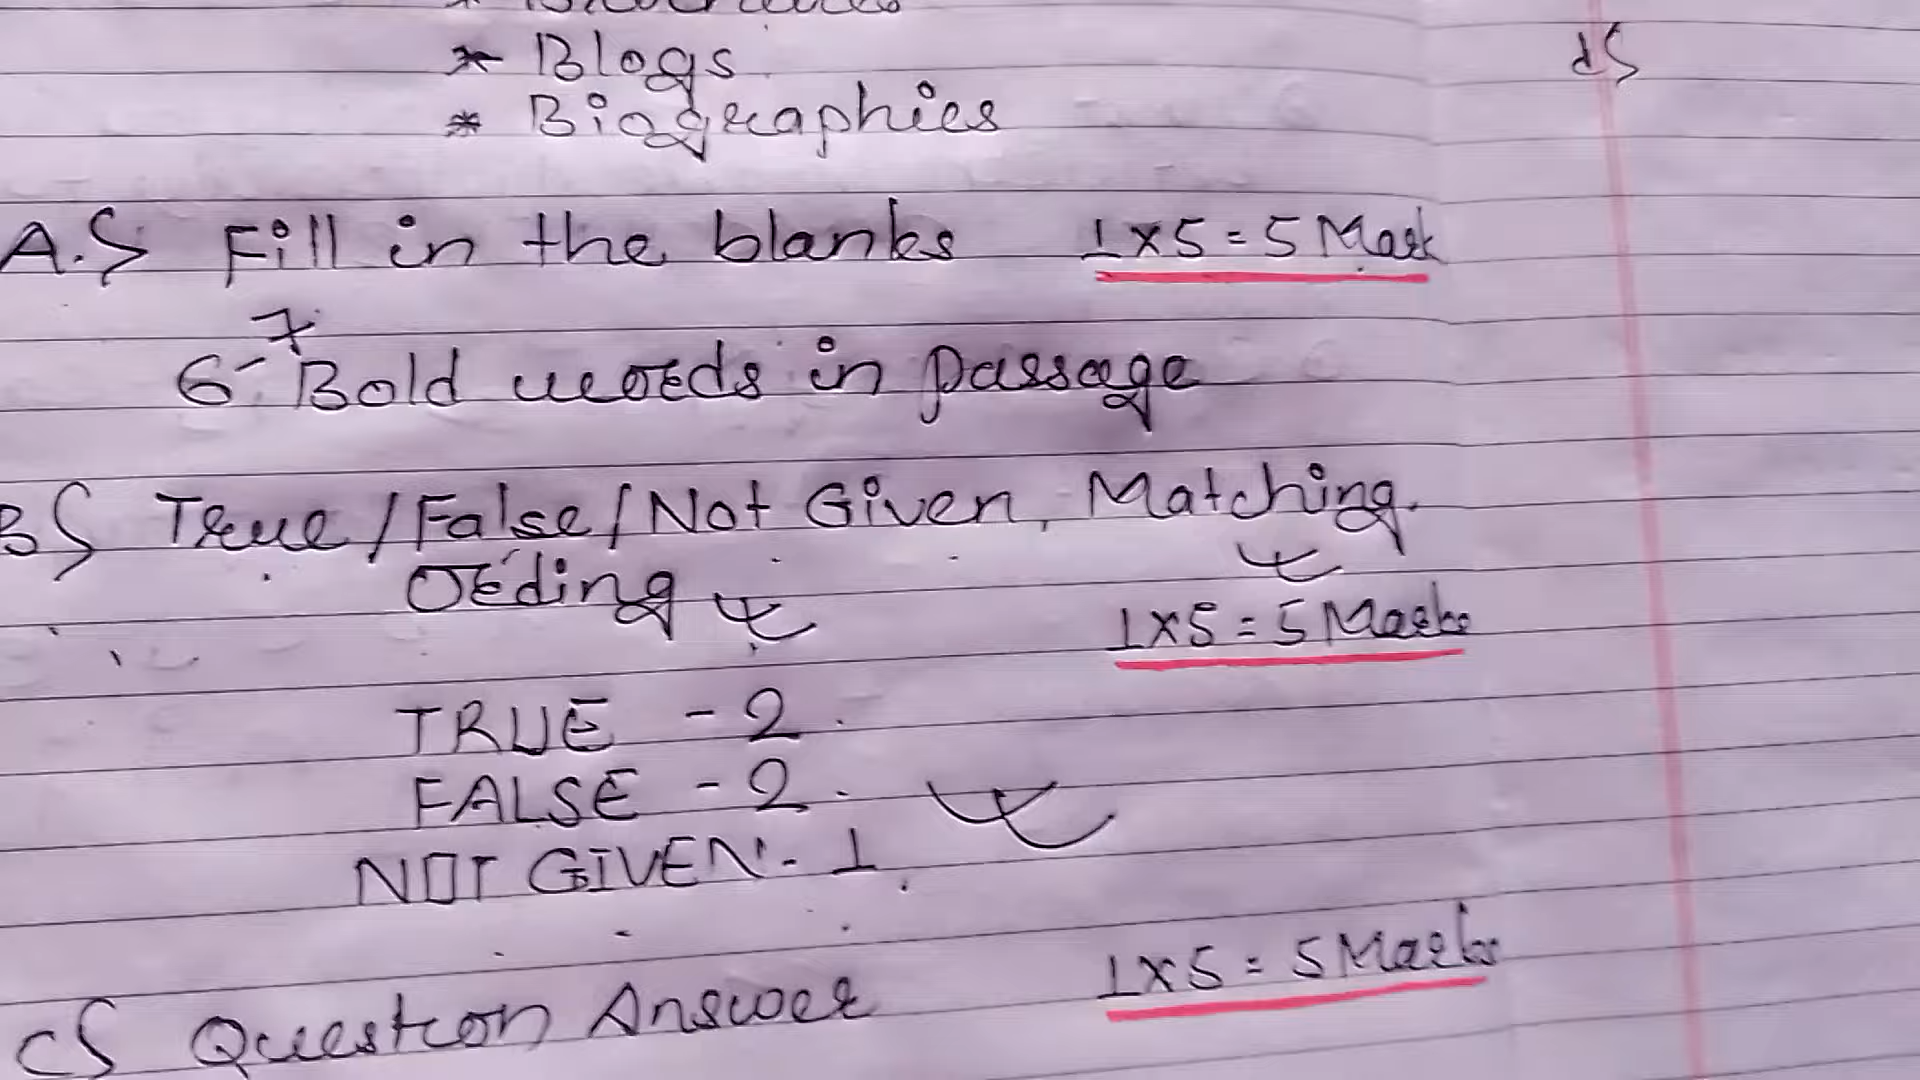 * Blogs
* Biographies
A.} Fill in the blanks 1x5=5 Mark
6-7 Bold words in passage
B} True/False/Not Given, Matching.
Ording
1x5=5 Marks
TRUE - 2.
FALSE - 2.
NOT GIVEN - 1
C} Question Answer 1x5=5 Marks